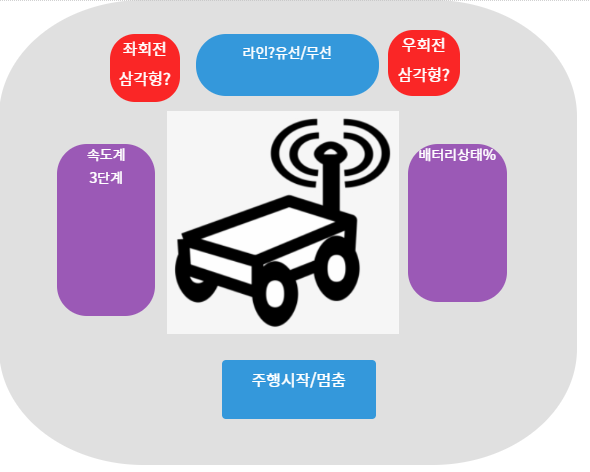 좌회전
삼각형?
라인?유선/무선
우회전
삼각형?
속도계
3단계
배터리상태%
주행시작/멈춤